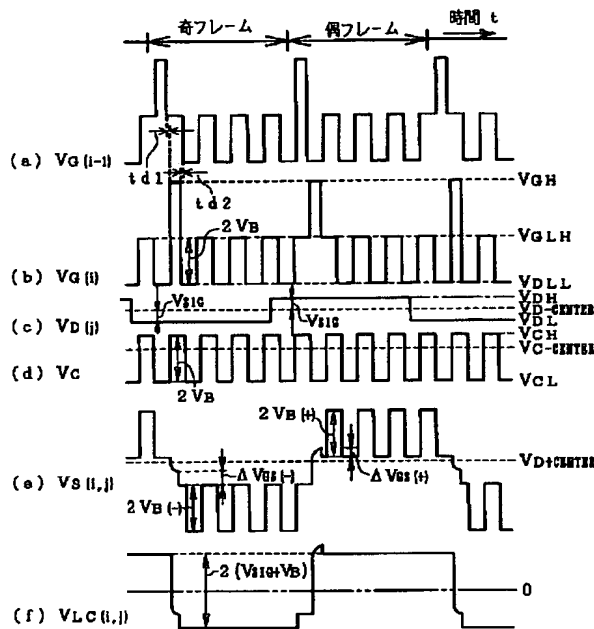 奇フレーム
偶フレーム
時間 t
(a) VG(i-1)
td1
td2
VGH
2VB
VGLH
(b) VG(i)
VDLL
VSIG
VDH
VD-CENTER
VSIG
(c) VD(j)
VDL
VCH
VC-CENTER
(d) VC
2VB
VCL
2VB(+)
VD+CENTER
ΔVGS(-)
ΔVGS(+)
(e) VS(i,j)
2VB(-)
2(VSIG+VB)
0
(f) VLC(i,j)